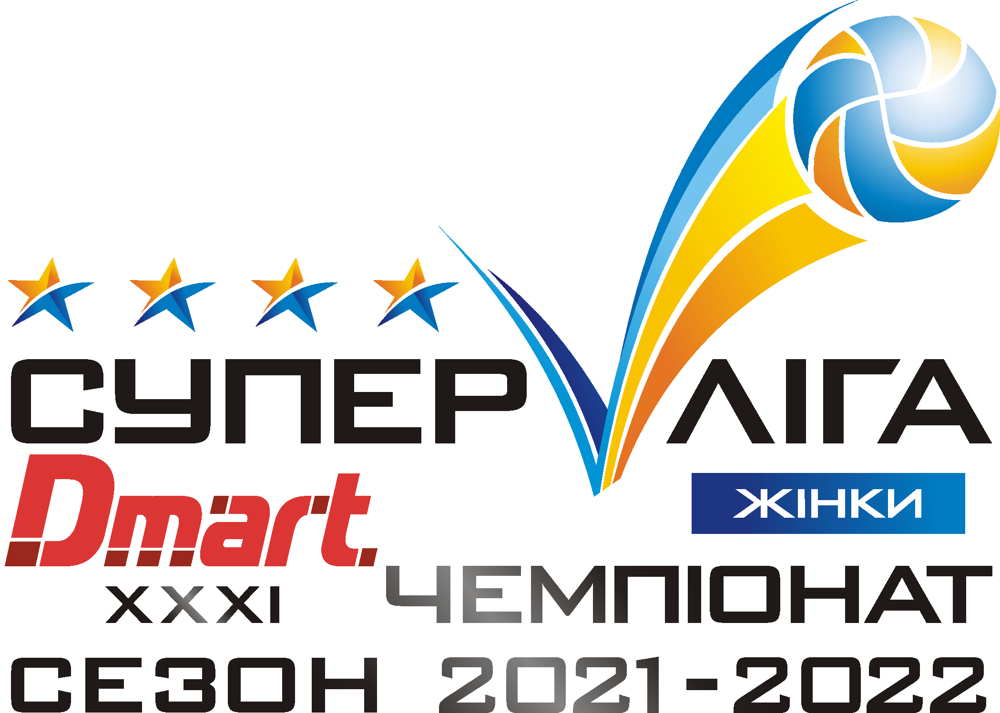 СУПЕР ЛІГА
Dmart
ЖІНКИ
XXXI ЧЕМПІОНАТ
СЕЗОН 2021-2022